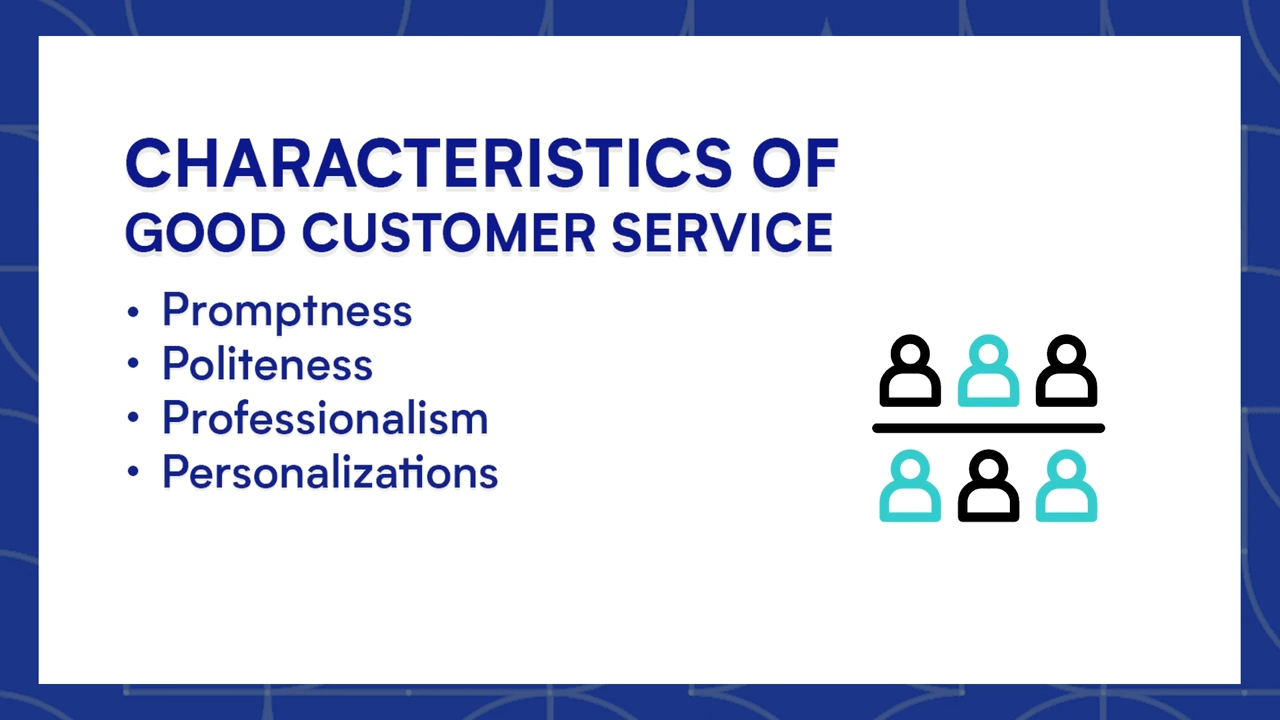 CHARACTERISTICS OF
GOOD CUSTOMER SERVICE
• Promptness
• Politeness
• Professionalism
• Personalizations